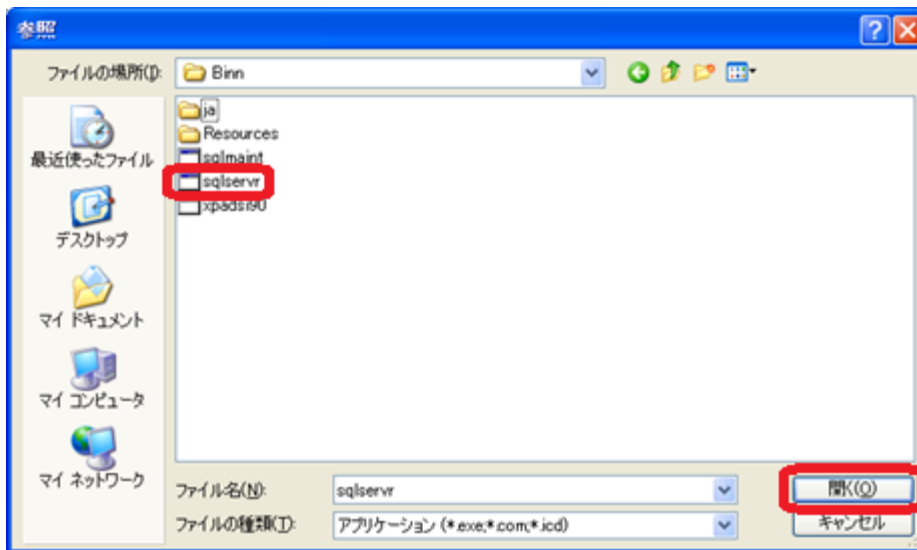 参照
ファイルの場所(I):
Binn
最近使ったファイル
デスクトップ
マイ ドキュメント
マイ コンピュータ
マイ ネットワーク
ja
Resources
sqlmaint
sqlservr
xpadsi90
ファイル名(N):
sqlservr
開く(O)
ファイルの種類(T):
アプリケーション (*.exe;*.com;*.icd)
キャンセル